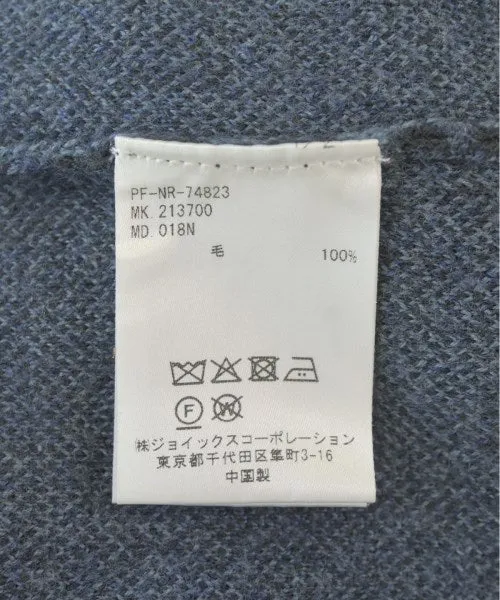 PF-NR-74823
MK.213700
MD.018N
毛 100%
F
W
㈱ジョイックスコーポレーション
東京都千代田区隼町3-16
中国製